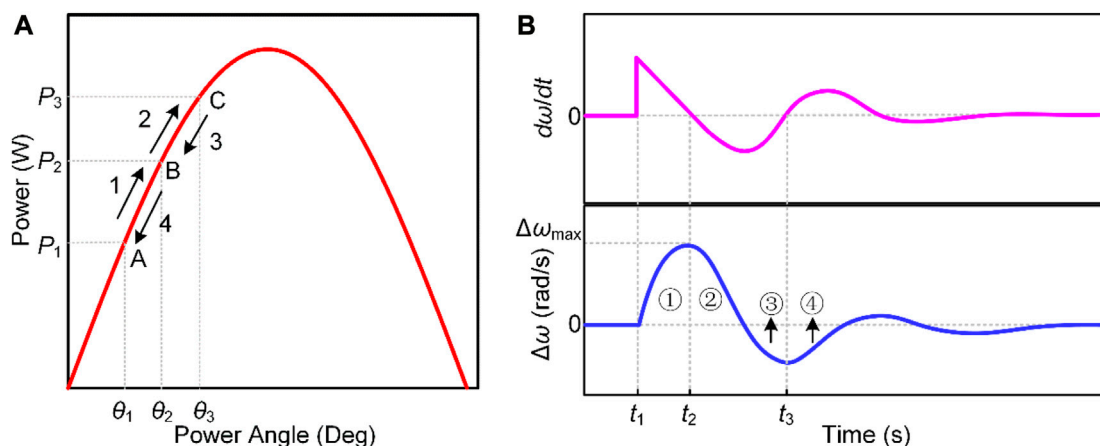 A
Power (W)
P3
P2
P1
1
2
3
4
A
B
C
θ1
θ2
θ3
Power Angle (Deg)
B
dω/dt
0
Δω (rad/s)
Δωmax
0
①
②
③
④
t1
t2
t3
Time (s)